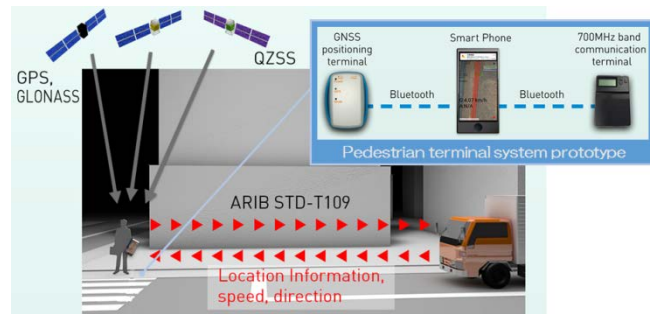 GPS,
GLONASS
QZSS
GNSS
positioning
terminal
Smart Phone
700MHz band
communication
terminal
Bluetooth
Bluetooth
Pedestrian terminal system prototype
ARIB STD-T109
Location Information,
speed, direction